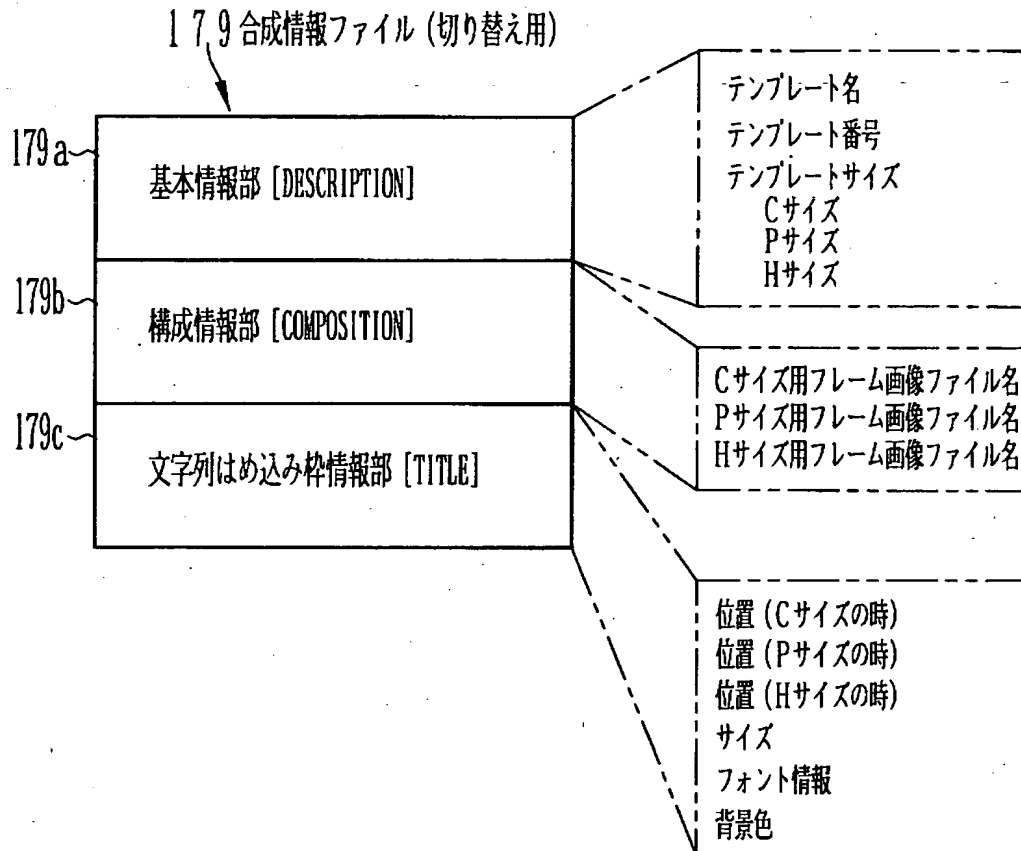 179合成情報ファイル(切り替え用)
179a
基本情報部[DESCRIPTION]
テンプレート名
テンプレート番号
テンプレートサイズ
Cサイズ
Pサイズ
Hサイズ
179b
構成情報部[COMPOSITION]
Cサイズ用フレーム画像ファイル名
Pサイズ用フレーム画像ファイル名
Hサイズ用フレーム画像ファイル名
179c
文字列はめ込み枠情報部[TITLE]
位置(Cサイズの時)
位置(Pサイズの時)
位置(Hサイズの時)
サイズ
フォント情報
背景色